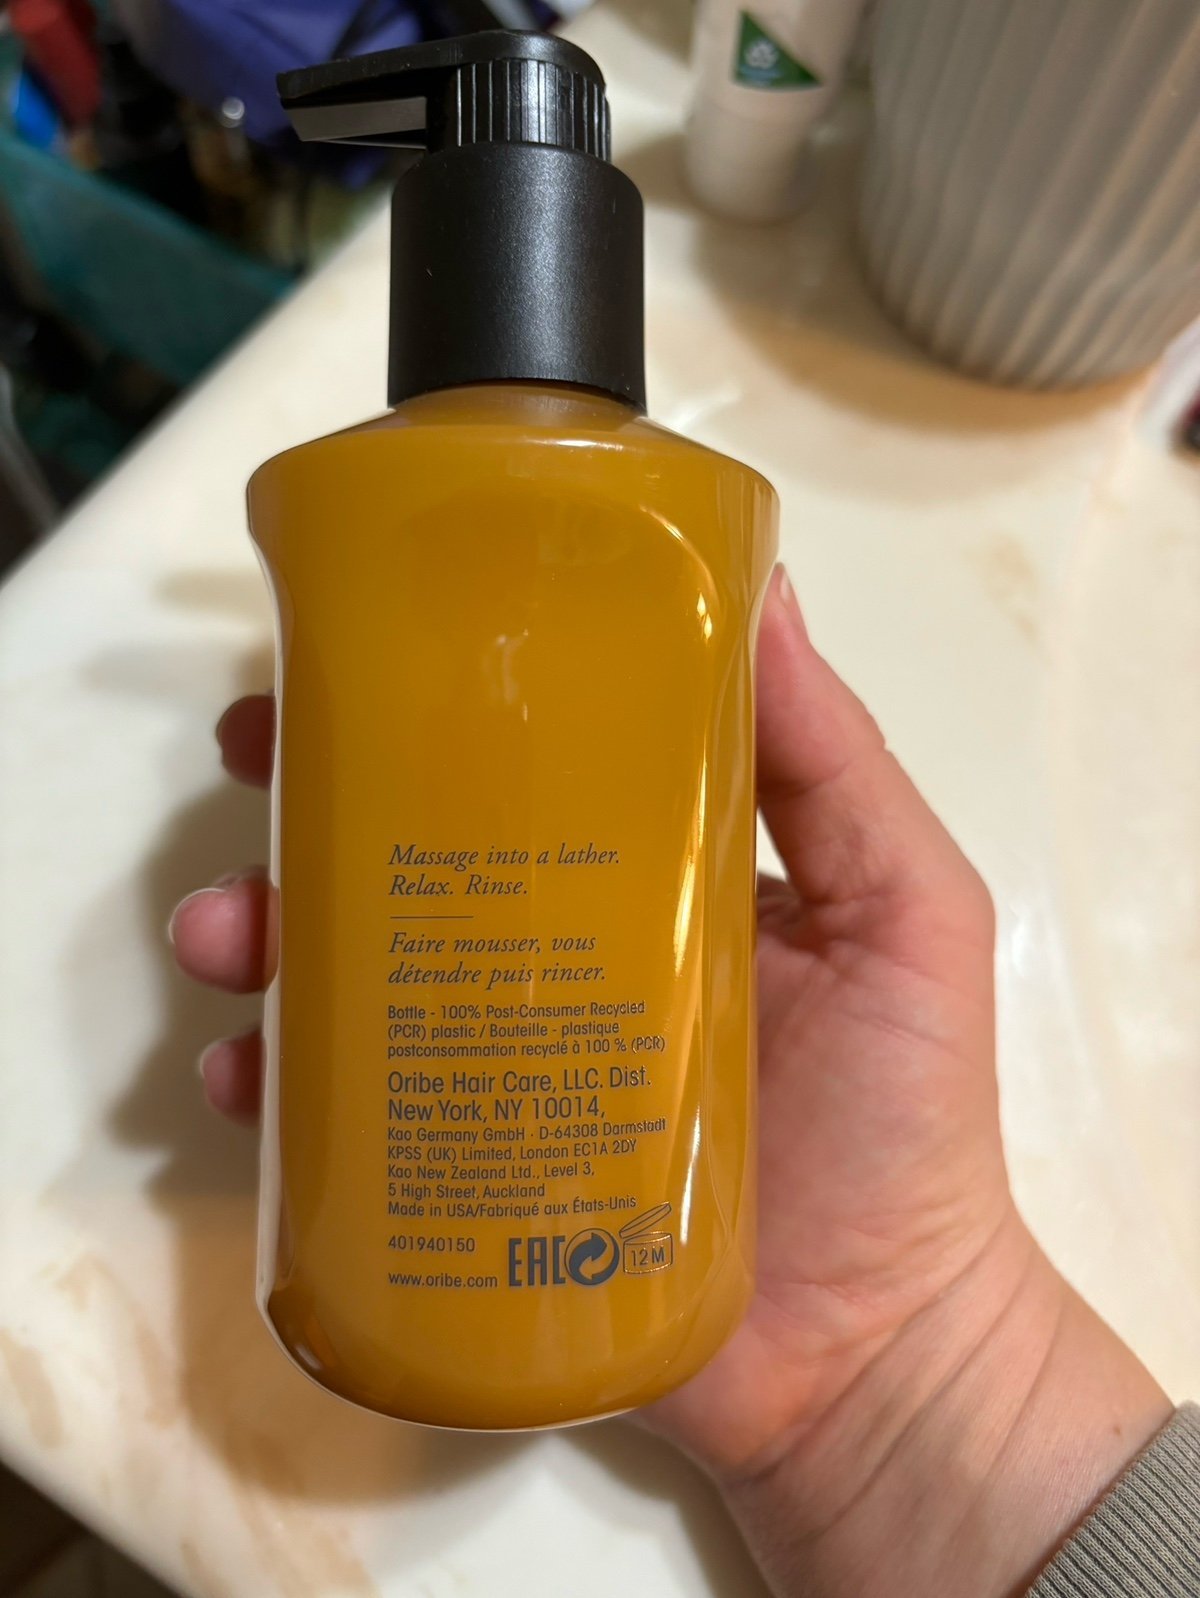 Massage into a lather.
Relax. Rinse.
Faire mousser, vous
détendre puis rincer.
Bottle - 100% Post-Consumer Recycled
(PCR) plastic / Bouteille - plastique
postconsommation recyclé à 100 % (PCR)
Oribe Hair Care, LLC. Dist.
New York, NY 10014,
Kao Germany GmbH · D-64308 Darmstadt
KPSS (UK) Limited, London EC1A 2DY
Kao New Zealand Ltd., Level 3,
5 High Street, Auckland
Made in USA/Fabriqué aux États-Unis
401940150
www.oribe.com EAC 12M